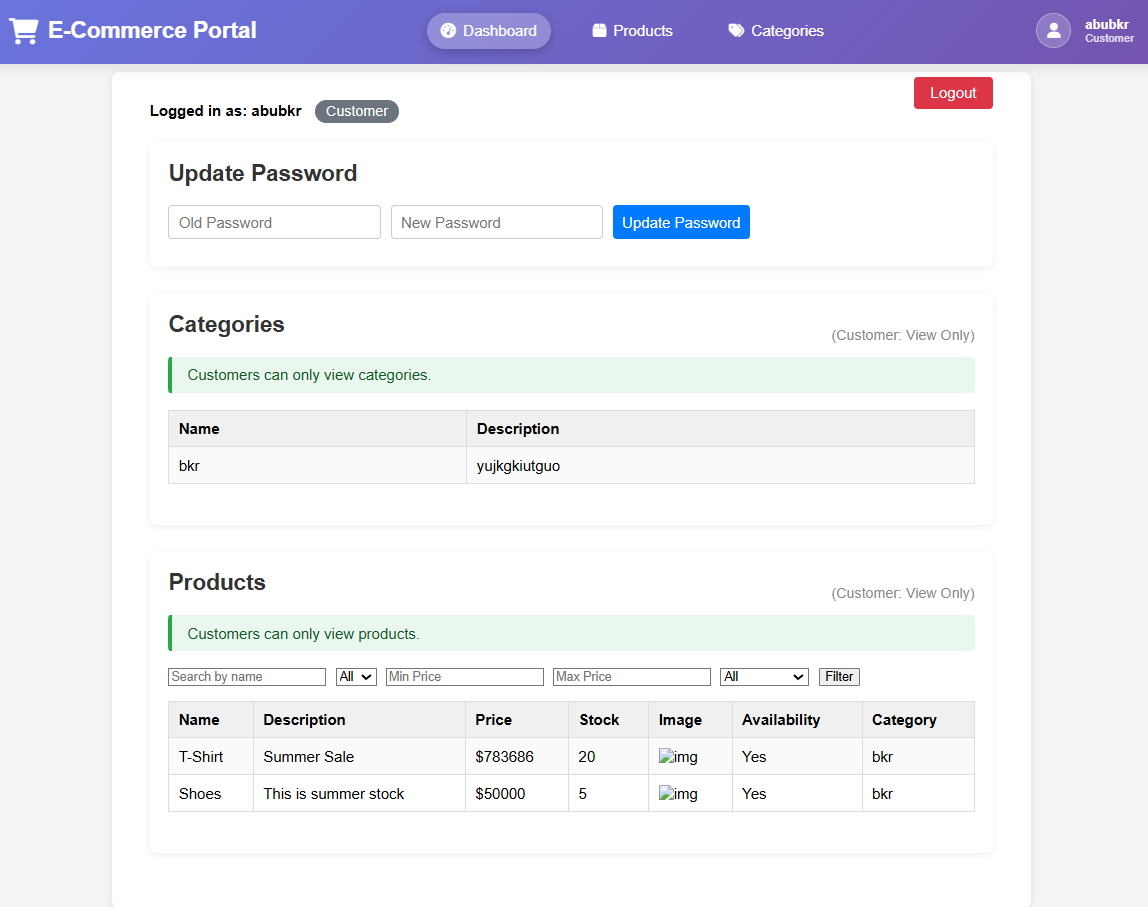 E-Commerce Portal Dashboard Products Categories abubkr
Customer
Logout
Logged in as: abubkr Customer
Update Password
Old Password New Password Update Password
Categories
(Customer: View Only)
Customers can only view categories.
Name Description
bkr yujkgkiutguo
Products
(Customer: View Only)
Customers can only view products.
Search by name All Min Price Max Price All Filter
Name Description Price Stock Image Availability Category
T-Shirt Summer Sale $783686 20 img Yes bkr
Shoes This is summer stock $50000 5 img Yes bkr